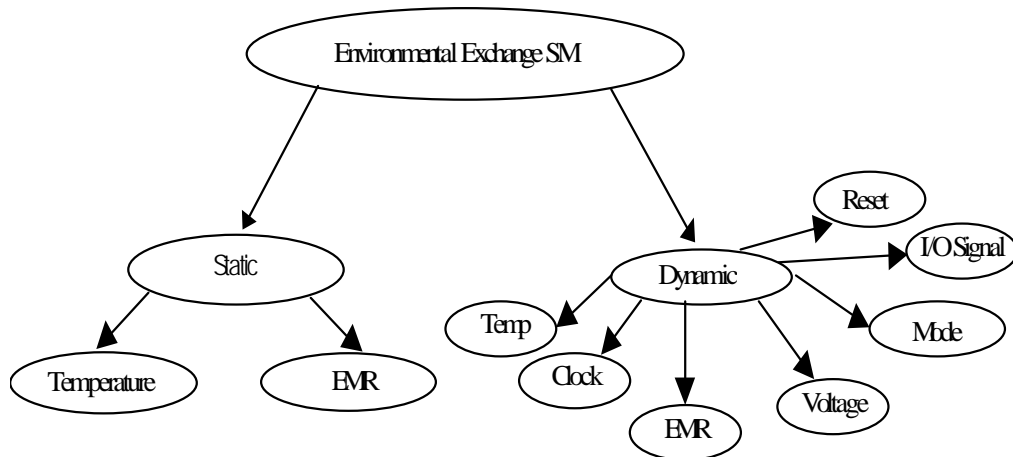 Environmental Exchange SM
Reset
I/O Signal
Static
Dynamic
Temp
Mode
Temperature
EMR
Clock
Voltage
EMR